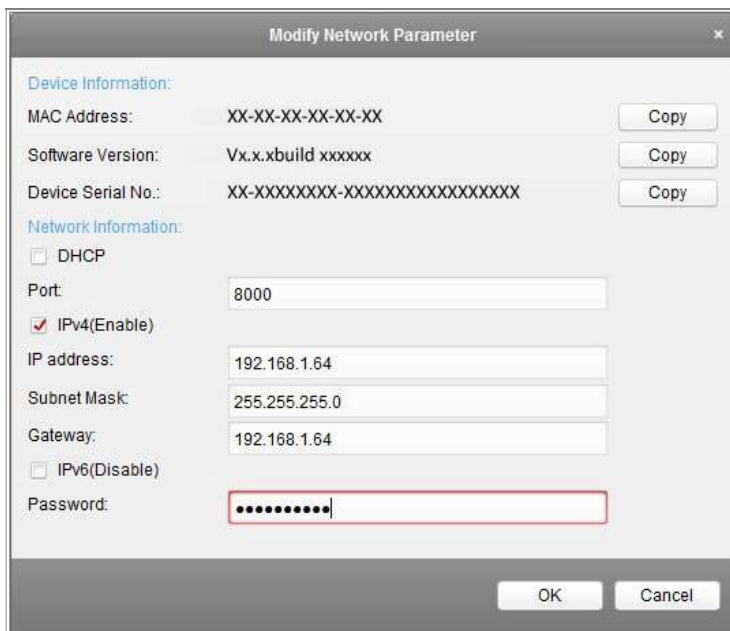 Modify Network Parameter ×
Device Information:
MAC Address: XX-XX-XX-XX-XX-XX Copy
Software Version: Vx.x.xbuild xxxxxx Copy
Device Serial No.: XX-XXXXXXXX-XXXXXXXXXXXXXXXXX Copy
Network Information:
DHCP
Port: 8000
IPv4(Enable)
IP address: 192.168.1.64
Subnet Mask: 255.255.255.0
Gateway: 192.168.1.64
IPv6(Disable)
Password: ●●●●●●●●●●
OK Cancel